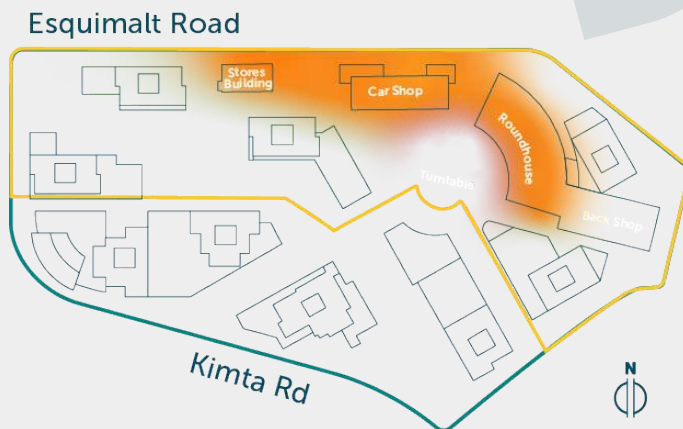 Esquimalt Road
Stores
Building
Car Shop
Roundhouse
Turntable
Back Shop
Kimta Rd
N